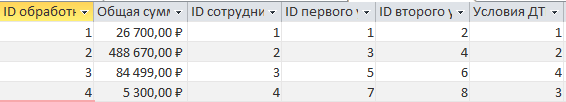 ID обработн Общая сумм ID сотрудни ID первого ID второго у Условия ДТ
1 26 700,00 ₽ 1 1 2 1
2 488 670,00 ₽ 2 3 4 2
3 84 499,00 ₽ 3 5 6 4
4 5 300,00 ₽ 4 7 8 3